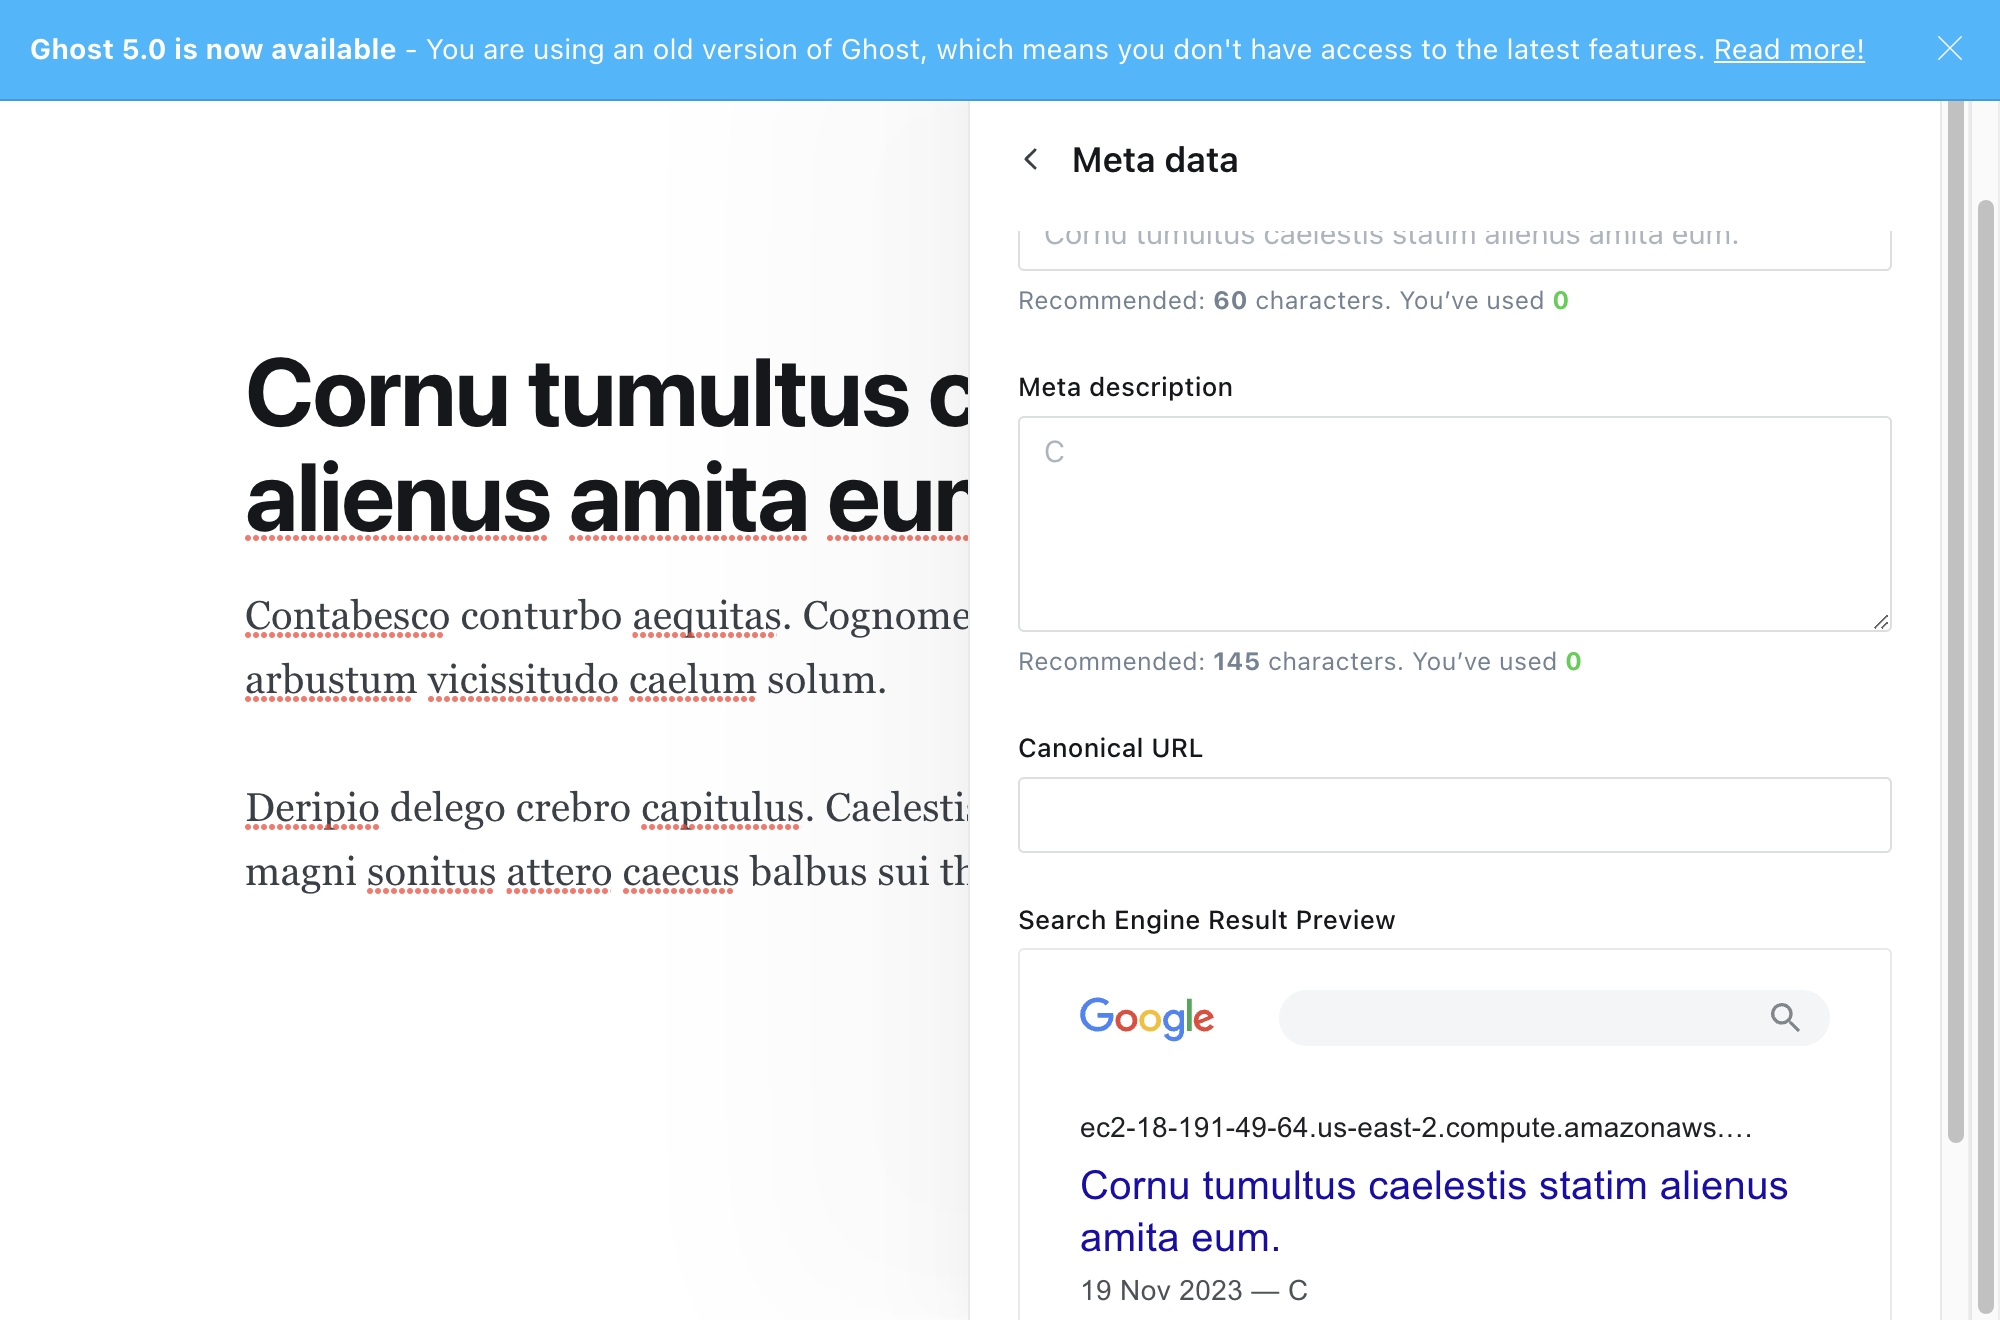 Ghost 5.0 is now available - You are using an old version of Ghost, which means you don't have access to the latest features. Read more!
Meta data
Cornu tumultus caelestis statim alienus amita eum.
Recommended: 60 characters. You’ve used 0
Meta description
C
Recommended: 145 characters. You’ve used 0
Canonical URL
Search Engine Result Preview
Google
ec2-18-191-49-64.us-east-2.compute.amazonaws.…
Cornu tumultus caelestis statim alienus
amita eum.
19 Nov 2023 — C
Cornu tumultus c
alienus amita eum
Contabesco conturbo aequitas. Cognome
arbustum vicissitudo caelum solum.
Deripio delego crebro capitulus. Caelestis
magni sonitus attero caecus balbus sui th